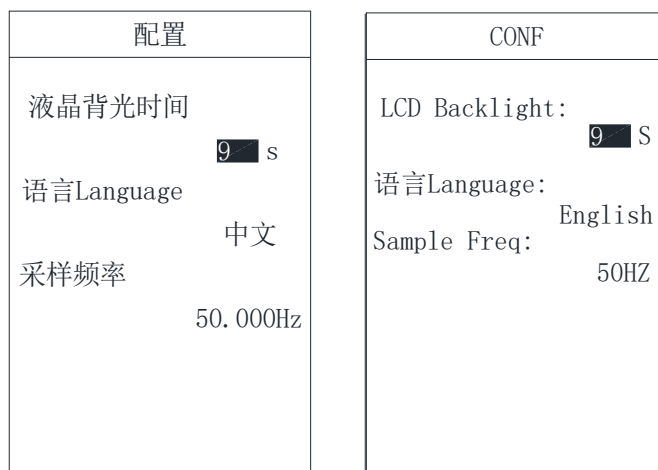 配置
液晶背光时间
9 s
语言Language
中文
采样频率
50.000Hz
CONF
LCD Backlight:
9 S
语言Language:
English
Sample Freq:
50HZ